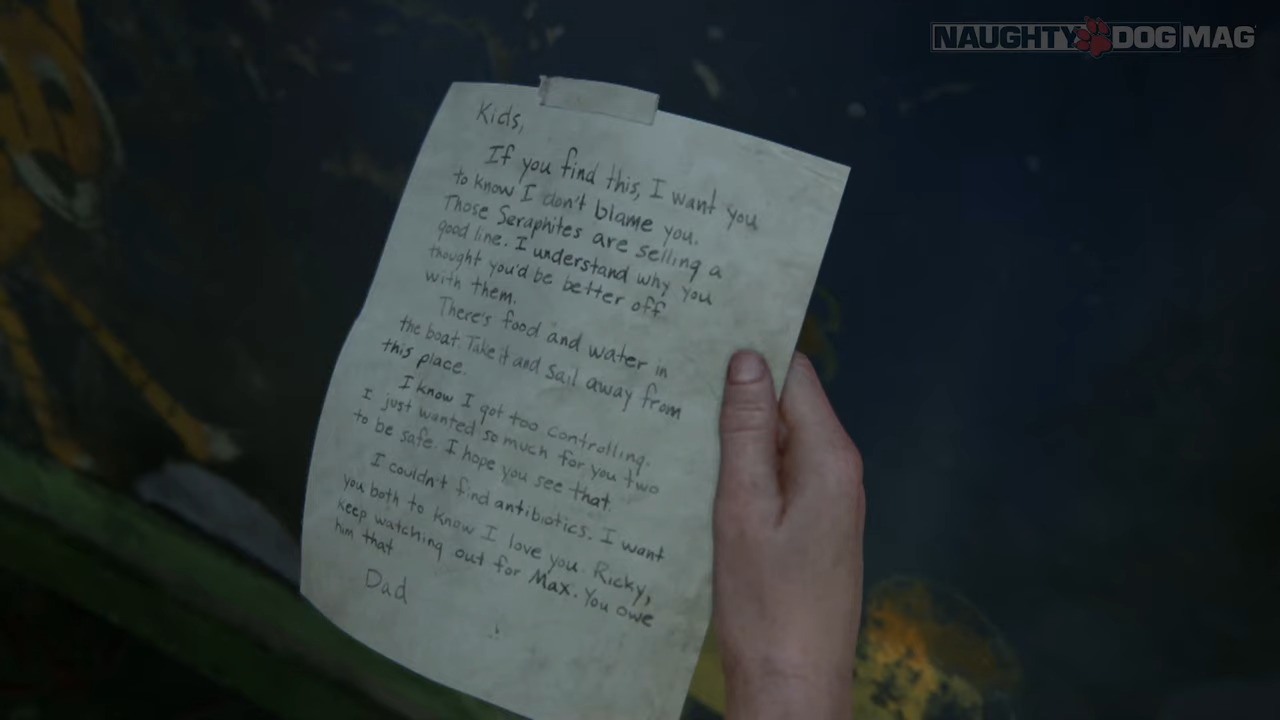 NAUGHTY DOG MAG
Kids,
If you find this, I want you
to know I don't blame you.
Those Seraphites are selling a
good line. I understand why you
thought you'd be better off
with them.
There's food and water in
the boat. Take it and sail away from
this place.
I know I got too controlling.
I just wanted so much for you two
to be safe. I hope you see that.
I couldn't find antibiotics. I want
you both to know I love you. Ricky,
keep watching out for Max. You owe
him that
Dad